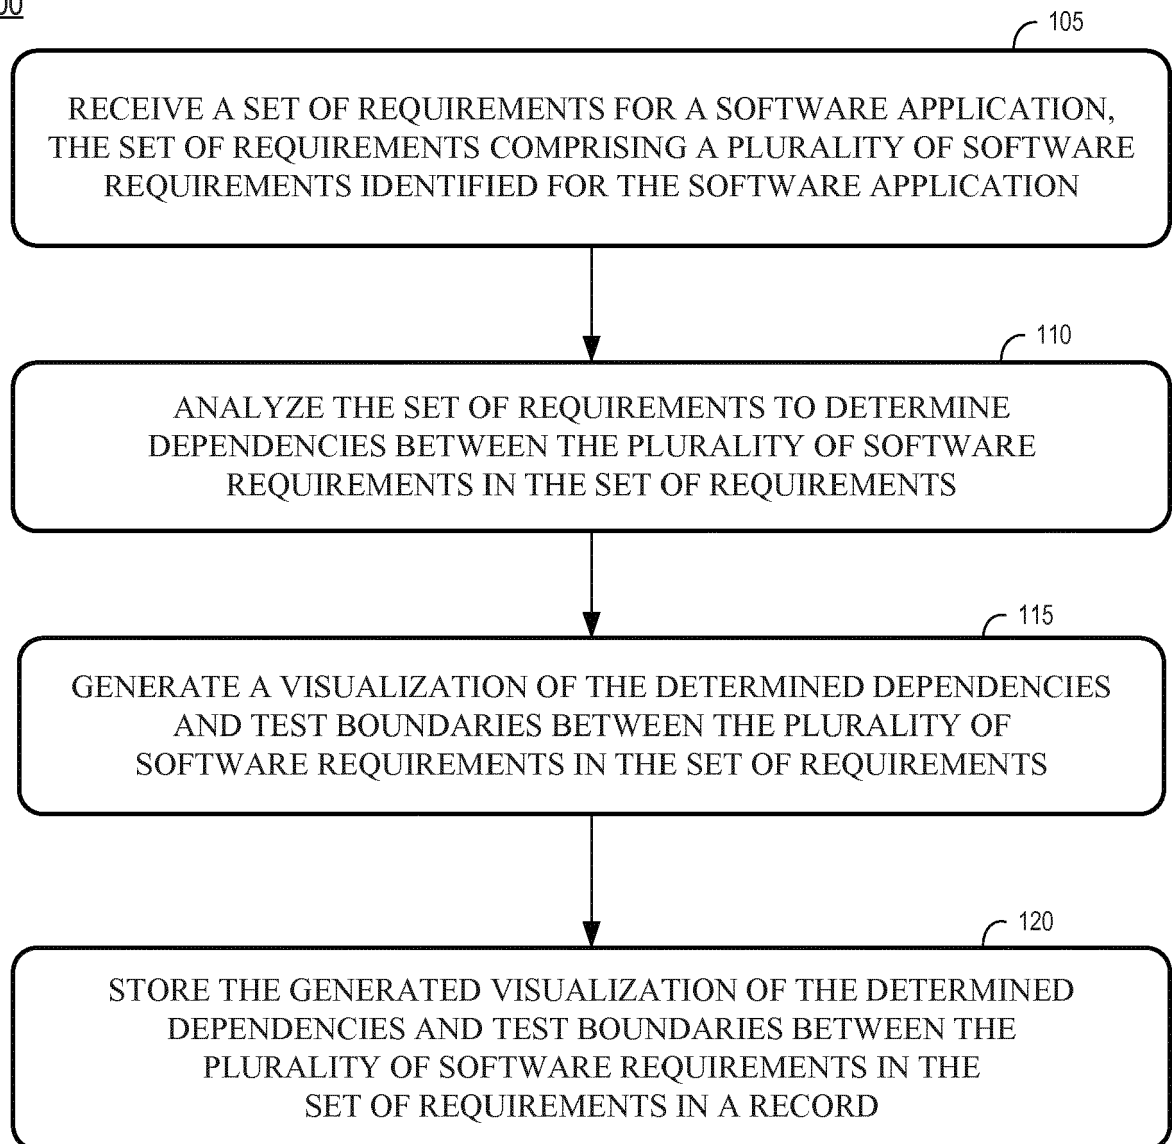 00
105
RECEIVE A SET OF REQUIREMENTS FOR A SOFTWARE APPLICATION,
THE SET OF REQUIREMENTS COMPRISING A PLURALITY OF SOFTWARE
REQUIREMENTS IDENTIFIED FOR THE SOFTWARE APPLICATION
110
ANALYZE THE SET OF REQUIREMENTS TO DETERMINE
DEPENDENCIES BETWEEN THE PLURALITY OF SOFTWARE
REQUIREMENTS IN THE SET OF REQUIREMENTS
115
GENERATE A VISUALIZATION OF THE DETERMINED DEPENDENCIES
AND TEST BOUNDARIES BETWEEN THE PLURALITY OF
SOFTWARE REQUIREMENTS IN THE SET OF REQUIREMENTS
120
STORE THE GENERATED VISUALIZATION OF THE DETERMINED
DEPENDENCIES AND TEST BOUNDARIES BETWEEN THE
PLURALITY OF SOFTWARE REQUIREMENTS IN THE
SET OF REQUIREMENTS IN A RECORD